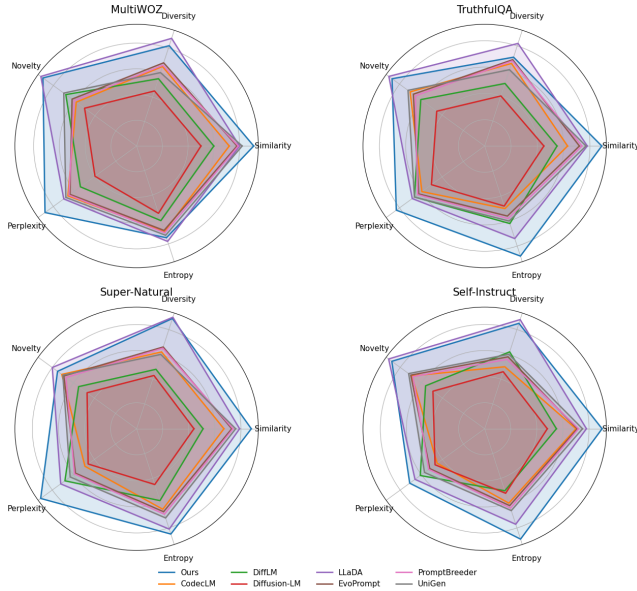 MultiWOZ
Diversity
Novelty
Similarity
Perplexity
Entropy
TruthfulQA
Diversity
Novelty
Similarity
Perplexity
Entropy
Super-Natural
Diversity
Novelty
Similarity
Perplexity
Entropy
Self-Instruct
Diversity
Novelty
Similarity
Perplexity
Entropy
Ours DiffLM LLaDA PromptBreeder
CodecLM Diffusion-LM EvoPrompt UniGen